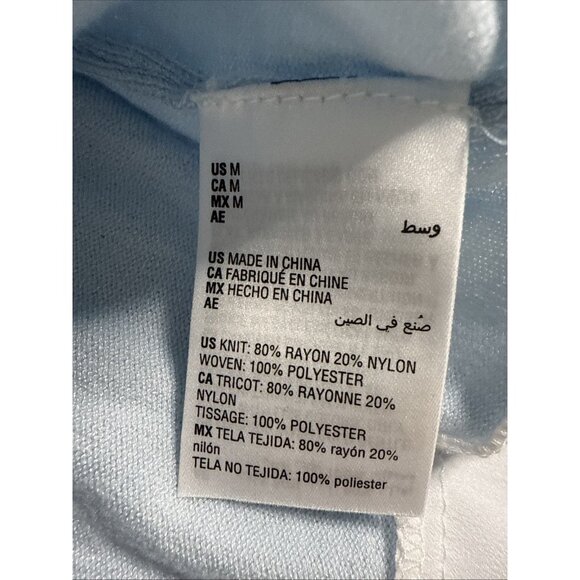 US M
CA M
MX M
AE
وسط
US MADE IN CHINA
CA FABRIQUÉ EN CHINE
MX HECHO EN CHINA
AE
صُنع في الصين
US KNIT: 80% RAYON 20% NYLON
WOVEN: 100% POLYESTER
CA TRICOT: 80% RAYONNE 20%
NYLON
TISSAGE: 100% POLYESTER
MX TELA TEJIDA: 80% rayón 20%
nilón
TELA NO TEJIDA: 100% poliester